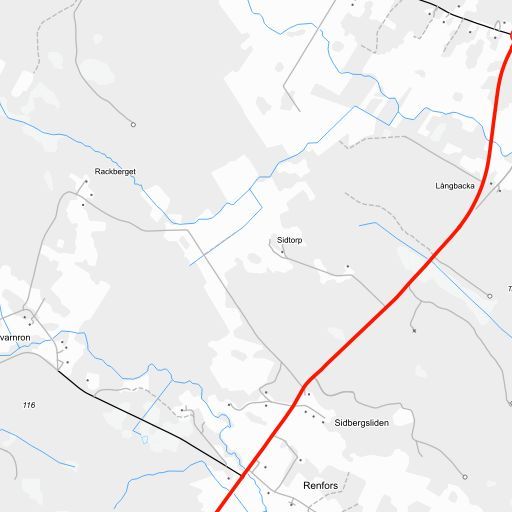 Rackberget
Långbacka
Sidtorp
varnron
116
Sidbergsliden
Renfors